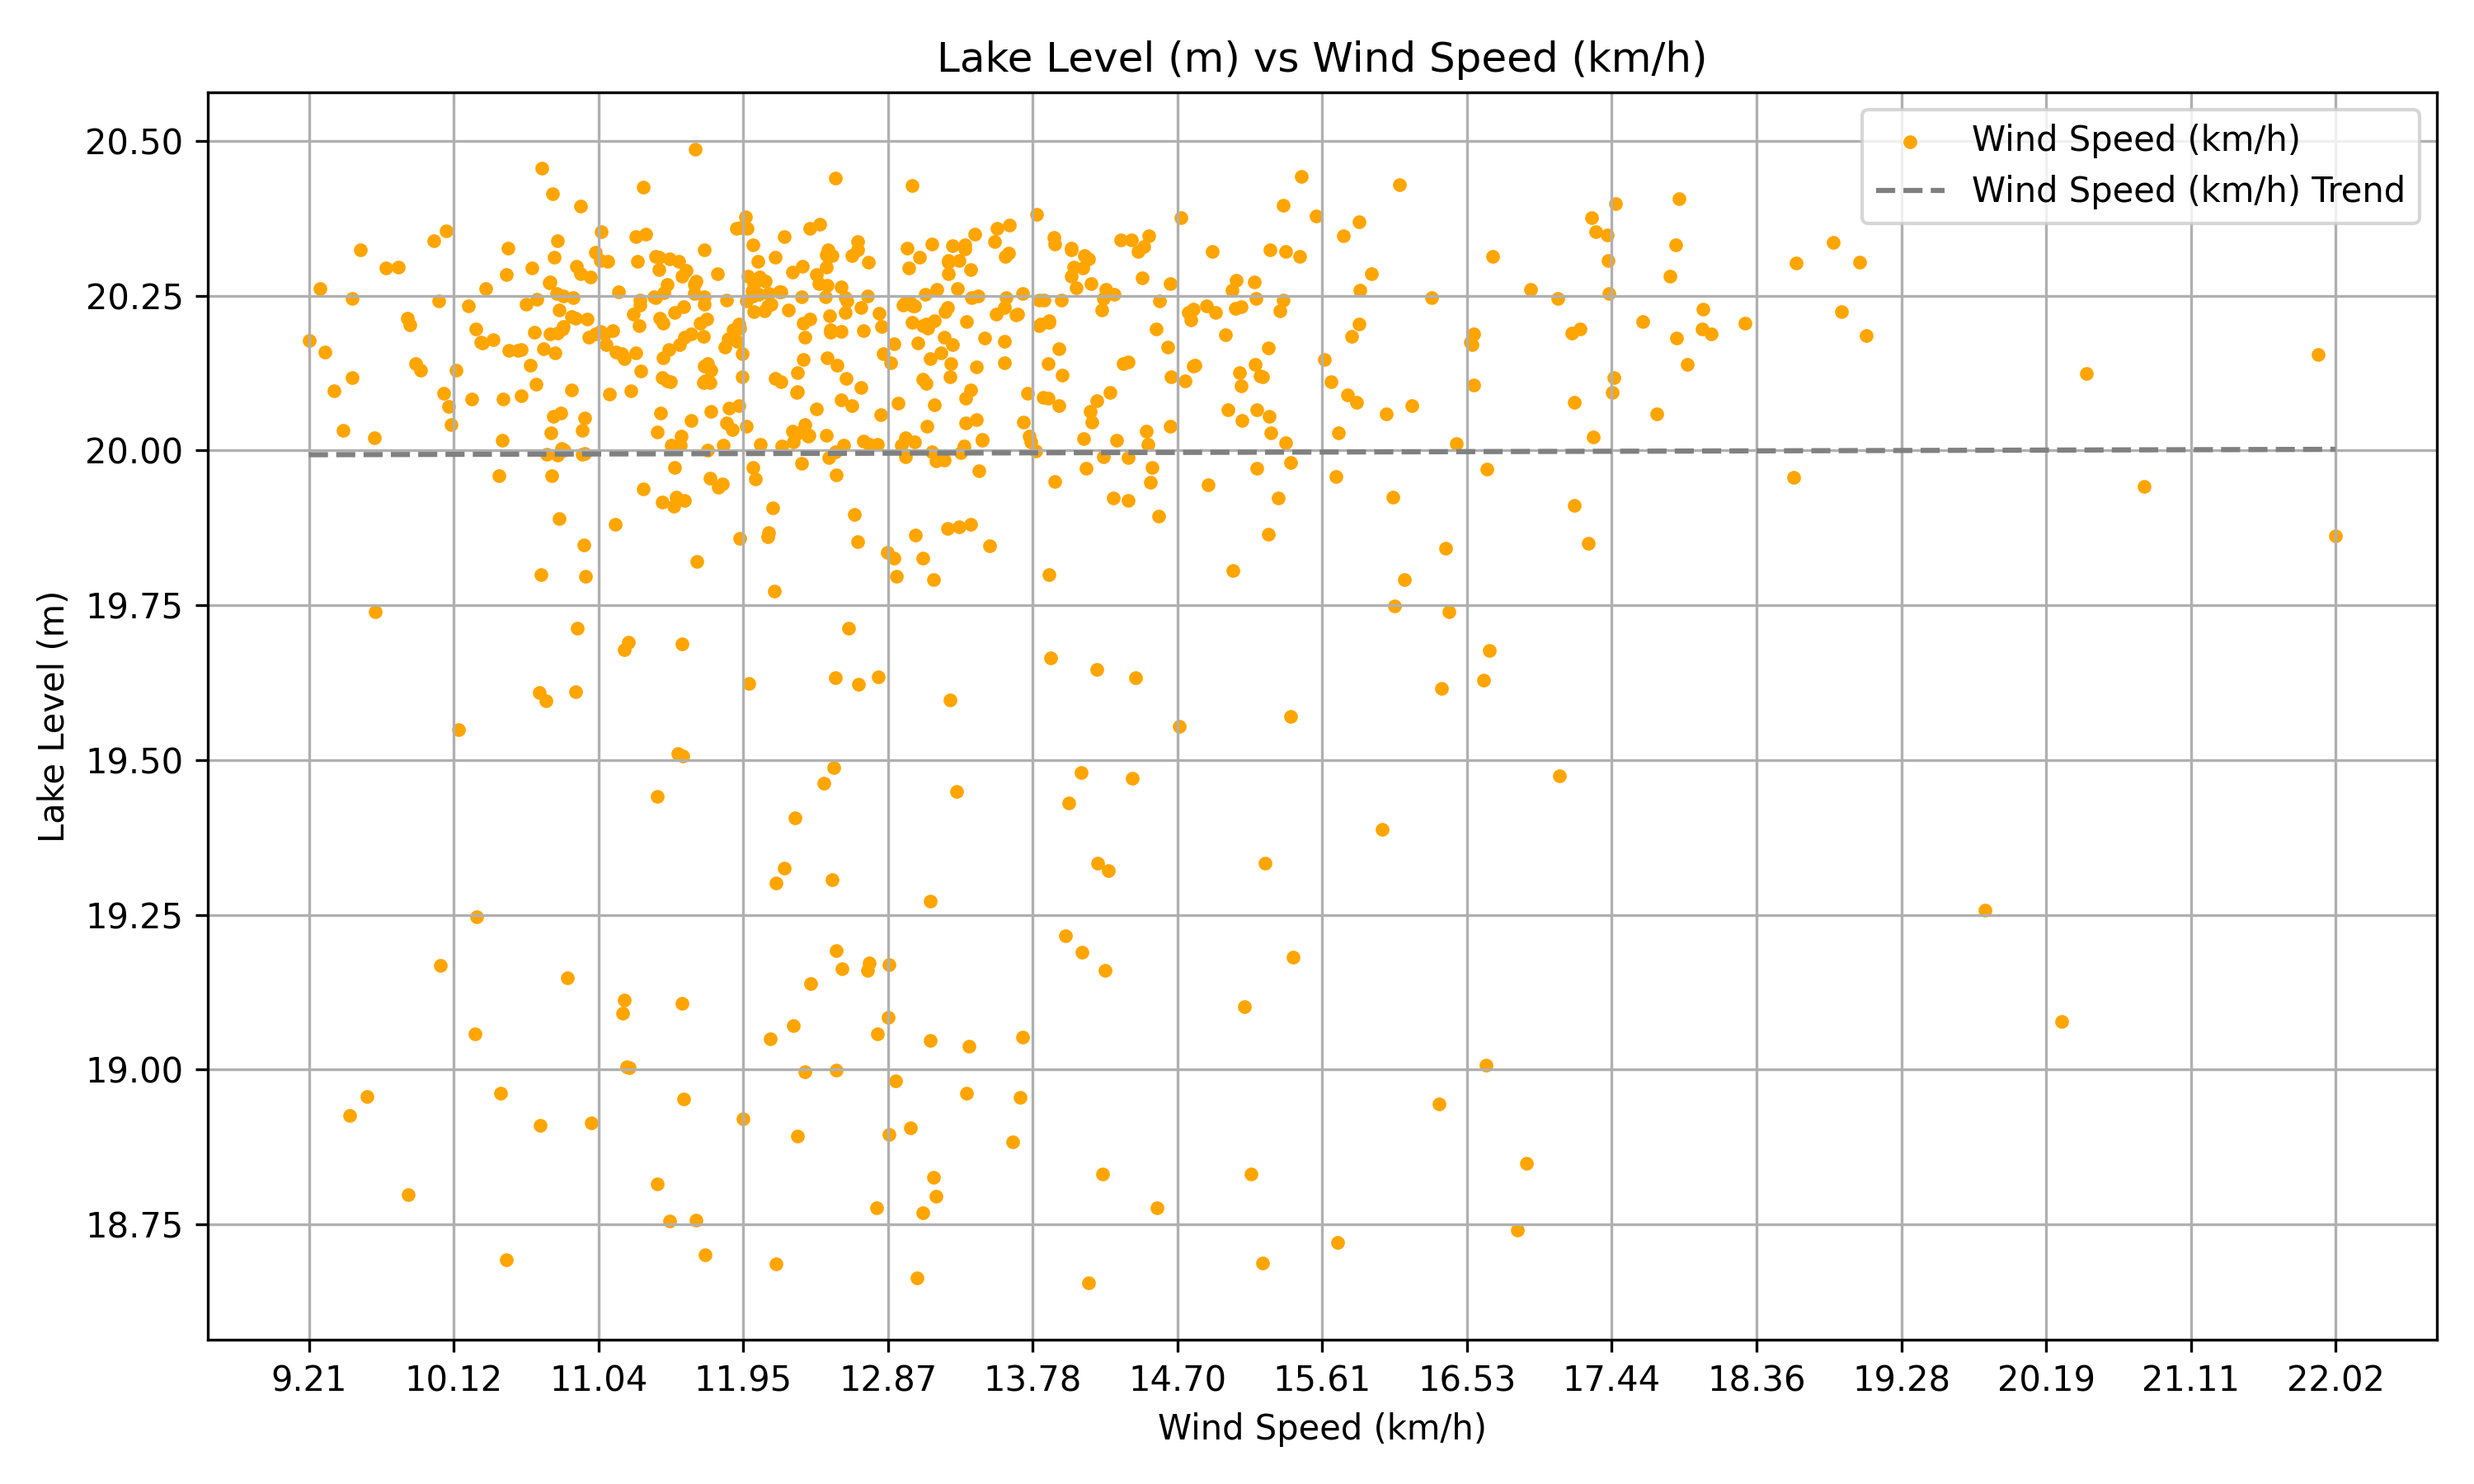 Lake Level (m) vs Wind Speed (km/h)
Wind Speed (km/h)
Wind Speed (km/h) Trend
Lake Level (m)
20.50
20.25
20.00
19.75
19.50
19.25
19.00
18.75
9.21 10.12 11.04 11.95 12.87 13.78 14.70 15.61 16.53 17.44 18.36 19.28 20.19 21.11 22.02
Wind Speed (km/h)